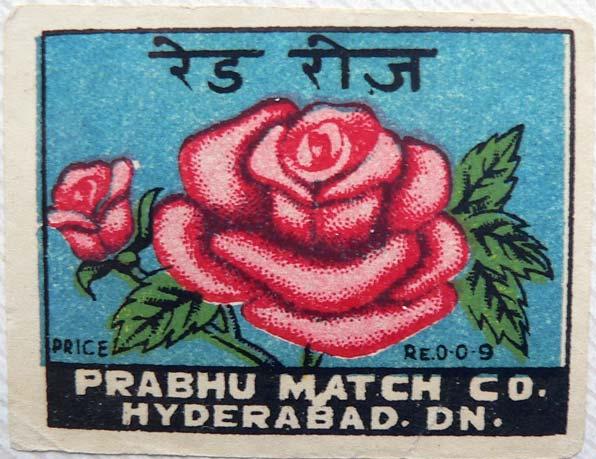 रेड रोज़
PRICE RE.0-0-9
PRABHU MATCH CO.
HYDERABAD. DN.